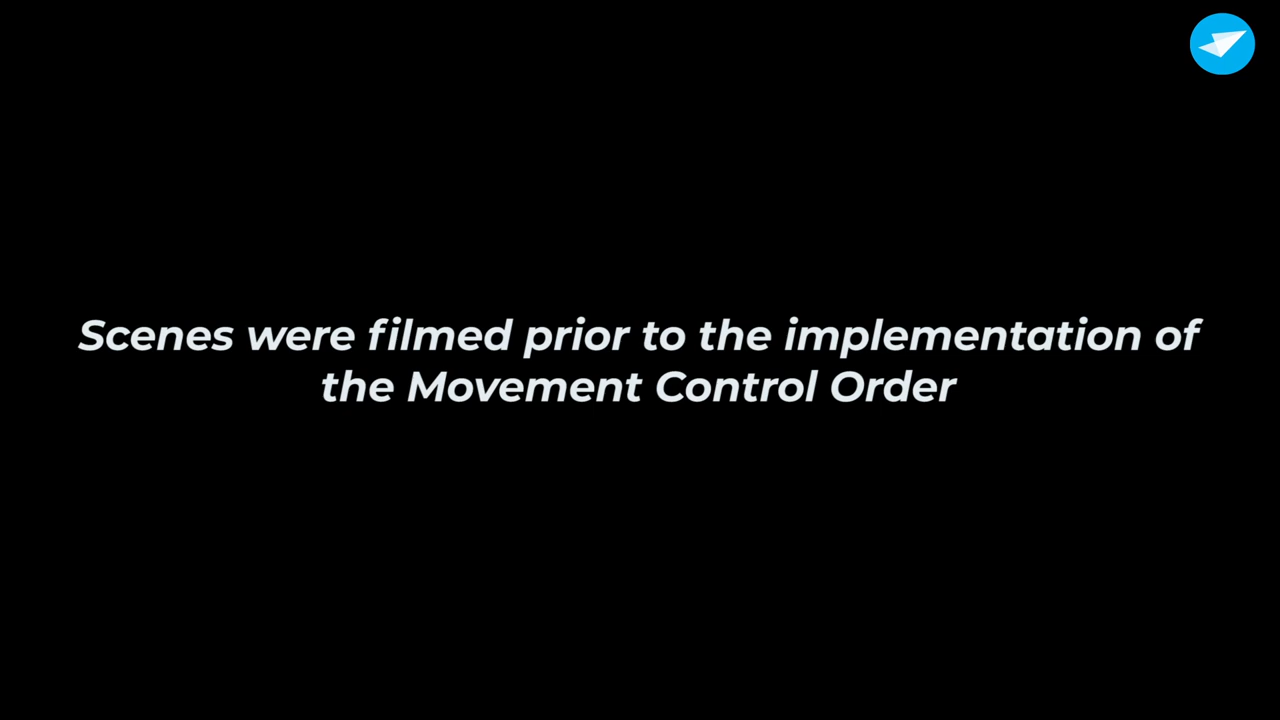 Scenes were filmed prior to the implementation of
the Movement Control Order